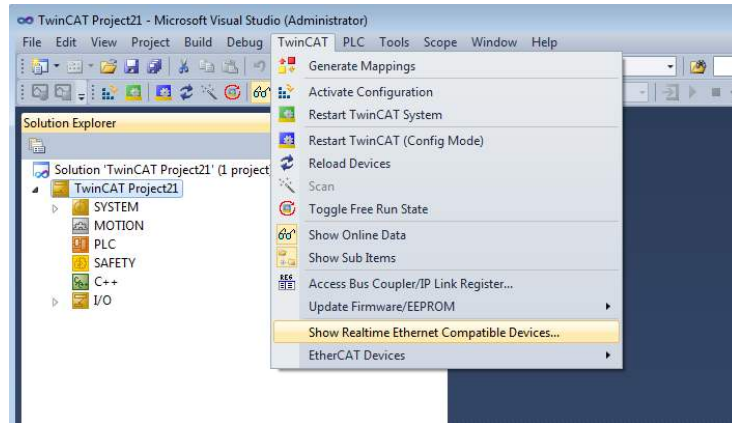 TwinCAT Project21 - Microsoft Visual Studio (Administrator)
File Edit View Project Build Debug TwinCAT PLC Tools Scope Window Help
Generate Mappings
Activate Configuration
Restart TwinCAT System
Restart TwinCAT (Config Mode)
Reload Devices
Scan
Toggle Free Run State
Show Online Data
Show Sub Items
Access Bus Coupler/IP Link Register...
Update Firmware/EEPROM
Show Realtime Ethernet Compatible Devices...
EtherCAT Devices
Solution Explorer
Solution 'TwinCAT Project21' (1 project
TwinCAT Project21
SYSTEM
MOTION
PLC
SAFETY
C++
I/O